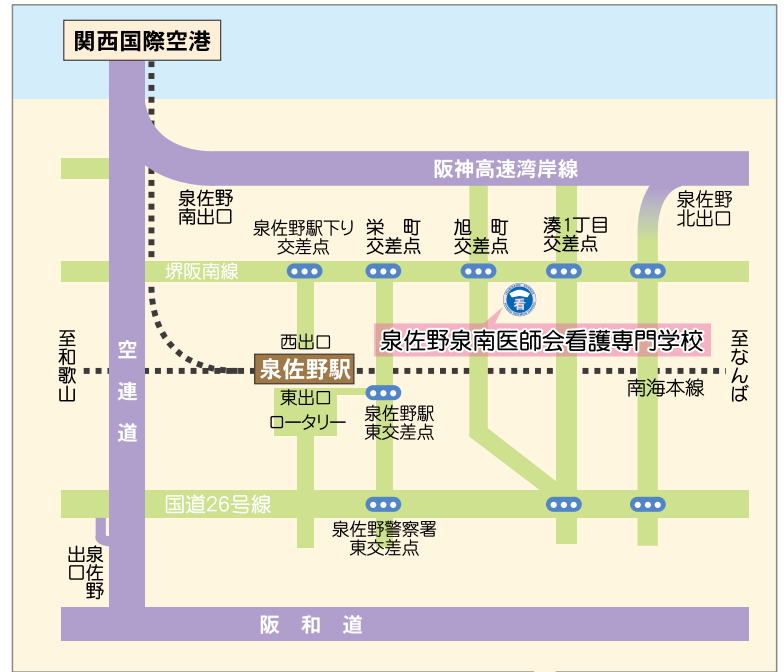 関西国際空港
阪神高速湾岸線
泉佐野
南出口
泉佐野
北出口
泉佐野駅下り
交差点
栄　町
交差点
旭　町
交差点
湊1丁目
交差点
堺阪南線
看
泉佐野泉南医師会看護専門学校
西出口
泉佐野駅
東出口
ロータリー
至和歌山
空連道
至なんば
南海本線
泉佐野駅
東交差点
国道26号線
泉佐野警察署
東交差点
泉佐野
出口
阪　和　道